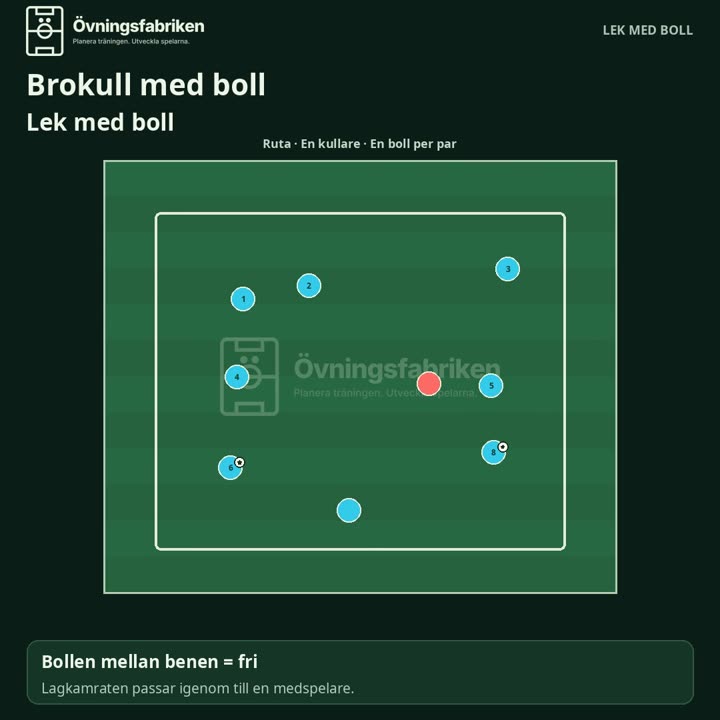 Övningsfabriken
Planera träningen. Utveckla spelarna.
LEK MED BOLL
Brokull med boll
Lek med boll
Ruta · En kullare · En boll per par
3
2
1
Övningsfabriken
4
5
Planera träningen. Utveckla spelarna.
8
6
Bollen mellan benen = fri
Lagkamraten passar igenom till en medspelare.